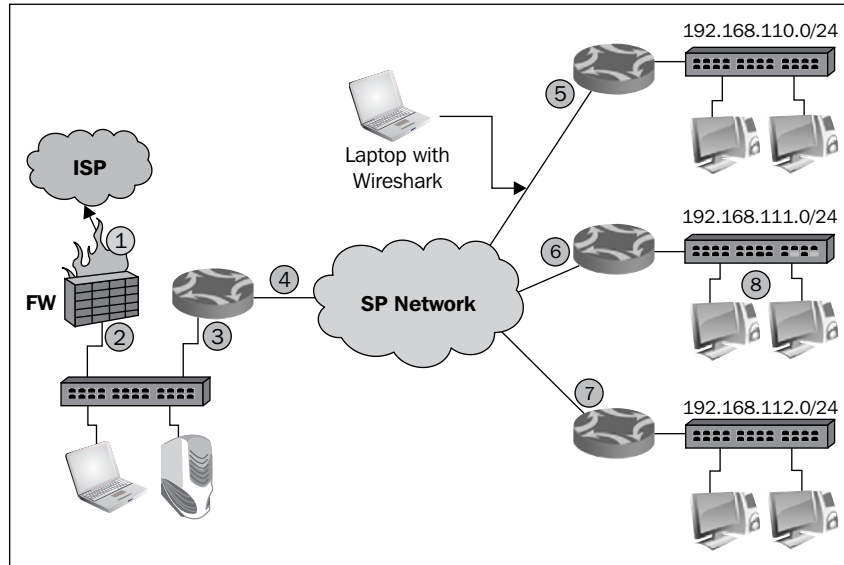 192.168.110.0/24
5
Laptop with
Wireshark
ISP
1
192.168.111.0/24
FW
4
6
SP Network
8
2
3
7
192.168.112.0/24